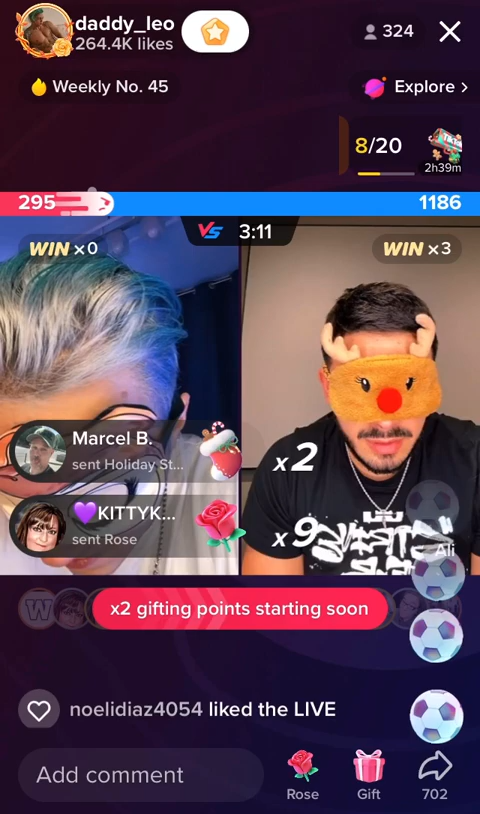 daddy_leo
264.4K likes
324
Weekly No. 45
Explore >
8/20
2h39m
295
1186
VS 3:11
WIN x0
WIN x3
Marcel B.
sent Holiday St...
x2
💜KITTYK...
sent Rose
x9
Ali
x2 gifting points starting soon
noelidiaz4054 liked the LIVE
Add comment
Rose
Gift
702